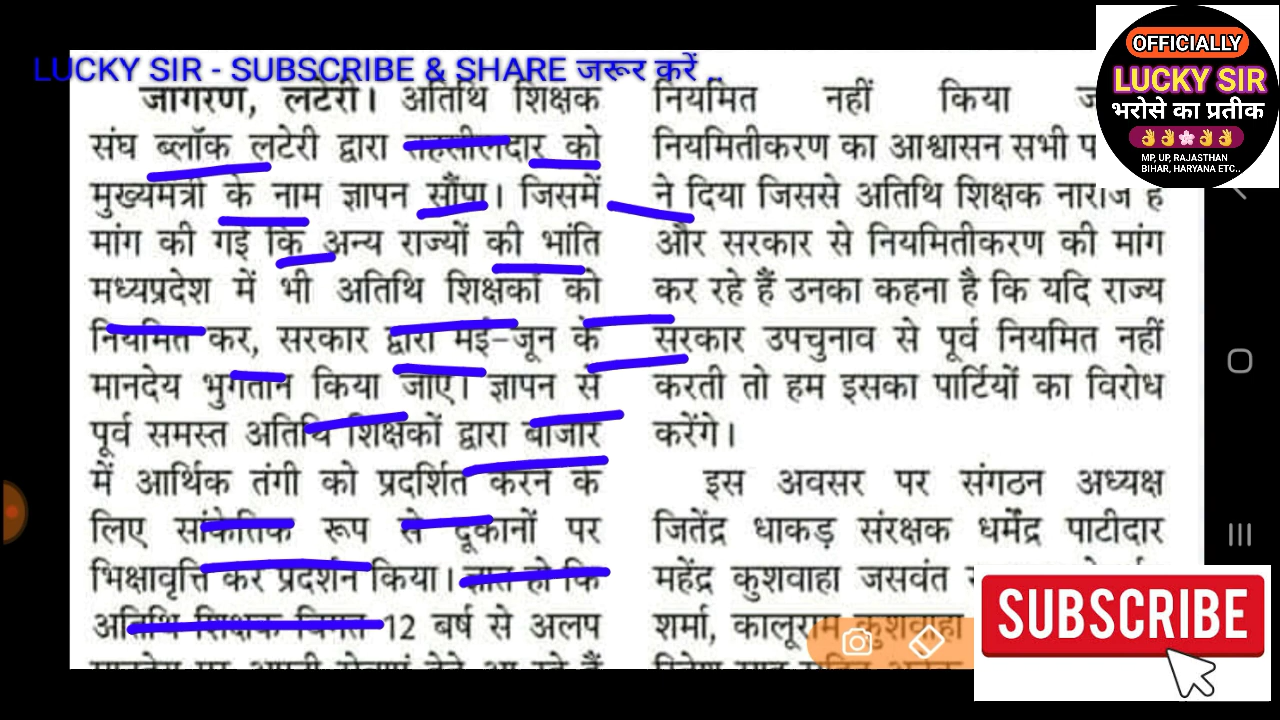 LUCKY SIR - SUBSCRIBE & SHARE जरूर करें ..
जागरण, लटेरी। अतिथि शिक्षक
संघ ब्लॉक लटेरी द्वारा तहसीलदार को
मुख्यमंत्री के नाम ज्ञापन सौंपा। जिसमें
मांग की गई कि अन्य राज्यों की भांति
मध्यप्रदेश में भी अतिथि शिक्षकों को
नियमित कर, सरकार द्वारा मई-जून के
मानदेय भुगतान किया जाए। ज्ञापन से
पूर्व समस्त अतिथि शिक्षकों द्वारा बाजार
में आर्थिक तंगी को प्रदर्शित करने के
लिए सांकेतिक रूप से दूकानों पर
भिक्षावृत्ति कर प्रदर्शन किया। ज्ञात हो कि
अतिथि शिक्षक विगत 12 बर्ष से अलप
नियमित नहीं किया
नियमितीकरण का आश्वासन सभी
ने दिया जिससे अतिथि शिक्षक नाराज है
और सरकार से नियमितीकरण की मांग
कर रहे हैं उनका कहना है कि यदि राज्य
सरकार उपचुनाव से पूर्व नियमित नहीं
करती तो हम इसका पार्टियों का विरोध
करेंगे।
इस अवसर पर संगठन अध्यक्ष
जितेंद्र धाकड़ संरक्षक धर्मेंद्र पाटीदार
महेंद्र कुशवाहा जसवंत
शर्मा, कालूराम कुशवाहा
OFFICIALLY
LUCKY SIR
भरोसे का प्रतीक
MP, UP, RAJASTHAN
BIHAR, HARYANA ETC..
SUBSCRIBE